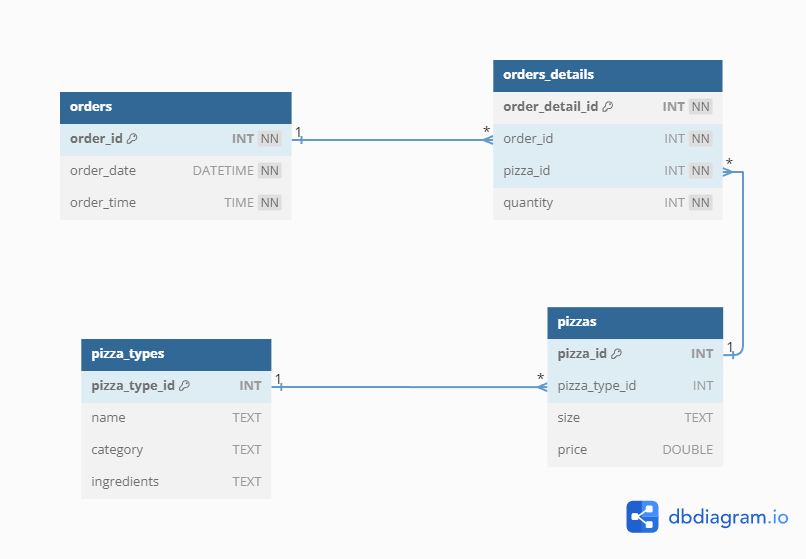 orders
order_id INT NN
order_date DATETIME NN
order_time TIME NN
1 *
orders_details
order_detail_id INT NN
order_id INT NN
pizza_id INT NN
quantity INT NN
*
1
pizza_types
pizza_type_id INT
name TEXT
category TEXT
ingredients TEXT
1 *
pizzas
pizza_id INT
pizza_type_id INT
size TEXT
price DOUBLE
dbdiagram.io